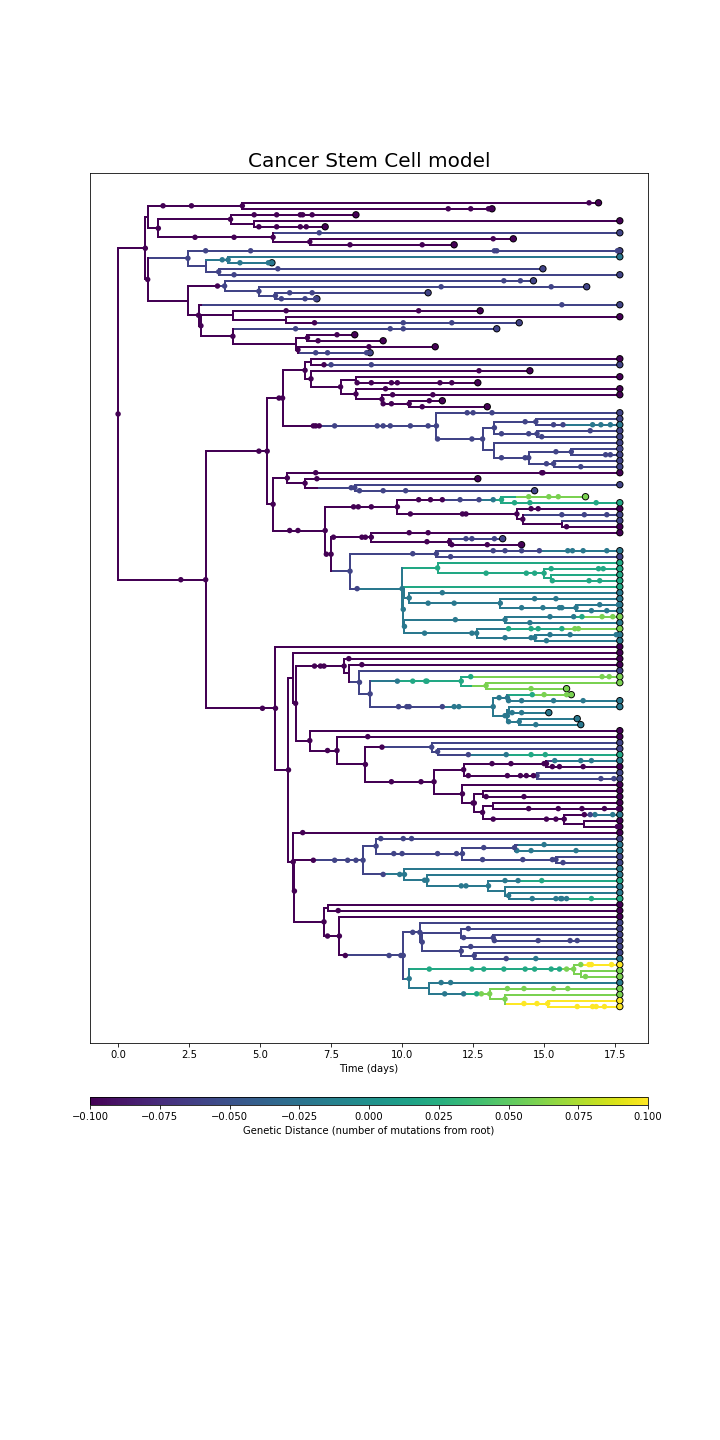 Cancer Stem Cell model
0.0 2.5 5.0 7.5 10.0 12.5 15.0 17.5
Time (days)
−0.100 −0.075 −0.050 −0.025 0.000 0.025 0.050 0.075 0.100
Genetic Distance (number of mutations from root)